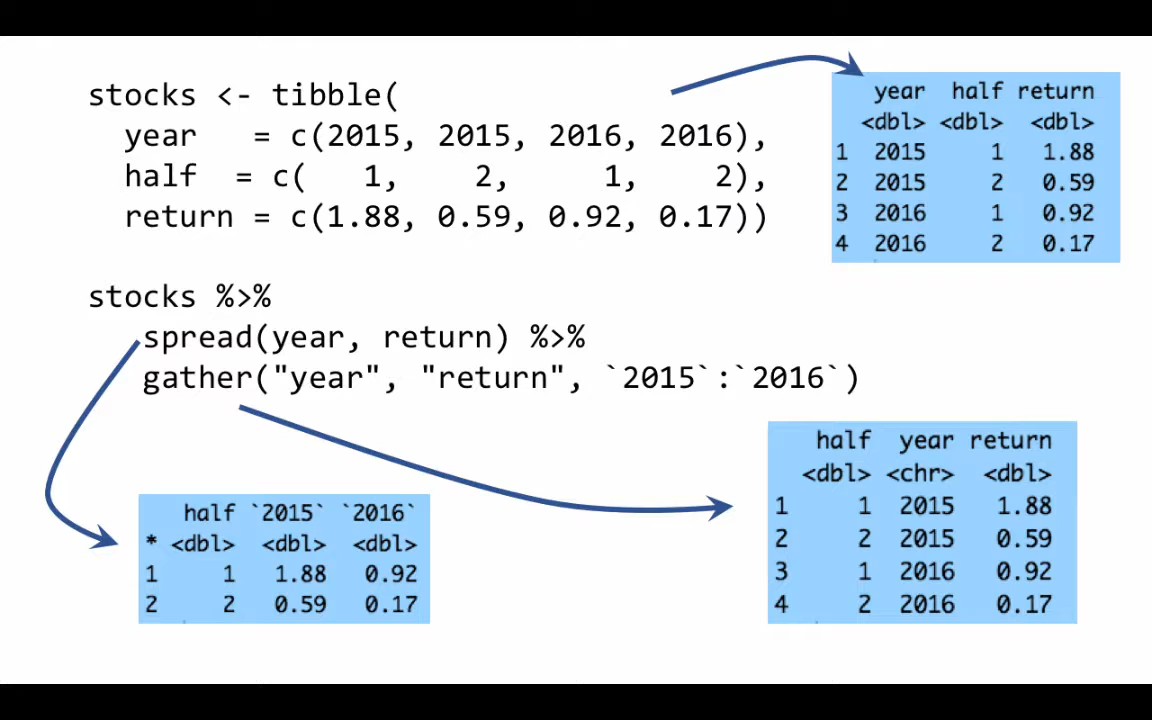 stocks <- tibble(
  year   = c(2015, 2015, 2016, 2016),
  half  = c(   1,    2,     1,    2),
  return = c(1.88, 0.59, 0.92, 0.17))
year half return
<dbl> <dbl> <dbl>
1 2015 1 1.88
2 2015 2 0.59
3 2016 1 0.92
4 2016 2 0.17
stocks %>%
   spread(year, return) %>%
   gather("year", "return", `2015`:`2016`)
half `2015` `2016`
* <dbl> <dbl> <dbl>
1 1 1.88 0.92
2 2 0.59 0.17
half year return
<dbl> <chr> <dbl>
1 1 2015 1.88
2 2 2015 0.59
3 1 2016 0.92
4 2 2016 0.17